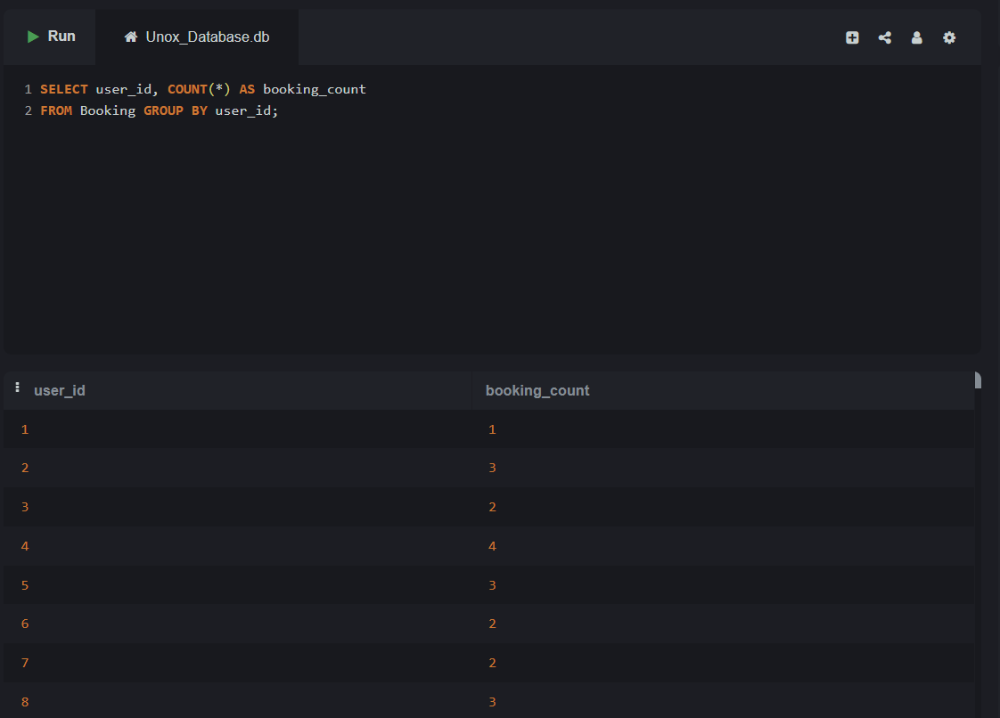 Run
Unox_Database.db
1 SELECT user_id, COUNT(*) AS booking_count
2 FROM Booking GROUP BY user_id;
user_id booking_count
1 1
2 3
3 2
4 4
5 3
6 2
7 2
8 3